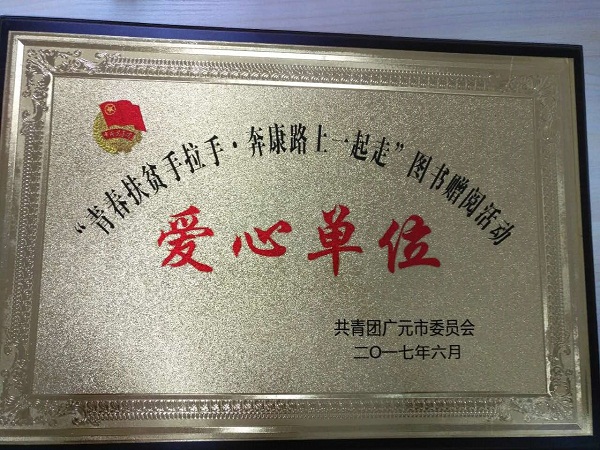 “青春扶贫手拉手·奔康路上一起走”图书赠阅活动
爱心单位
共青团广元市委员会
二〇一七年六月